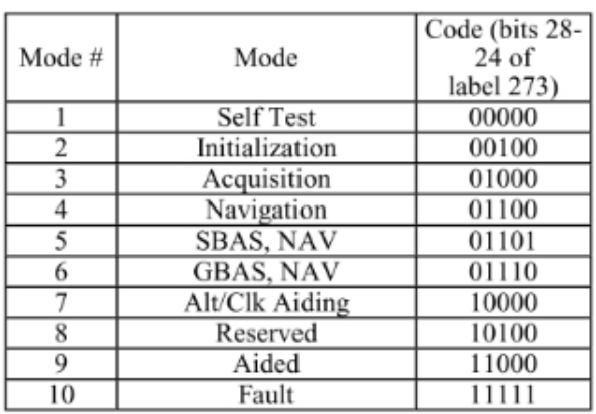 Mode # Mode Code (bits 28-
24 of
label 273)
1 Self Test 00000
2 Initialization 00100
3 Acquisition 01000
4 Navigation 01100
5 SBAS, NAV 01101
6 GBAS, NAV 01110
7 Alt/Clk Aiding 10000
8 Reserved 10100
9 Aided 11000
10 Fault 11111